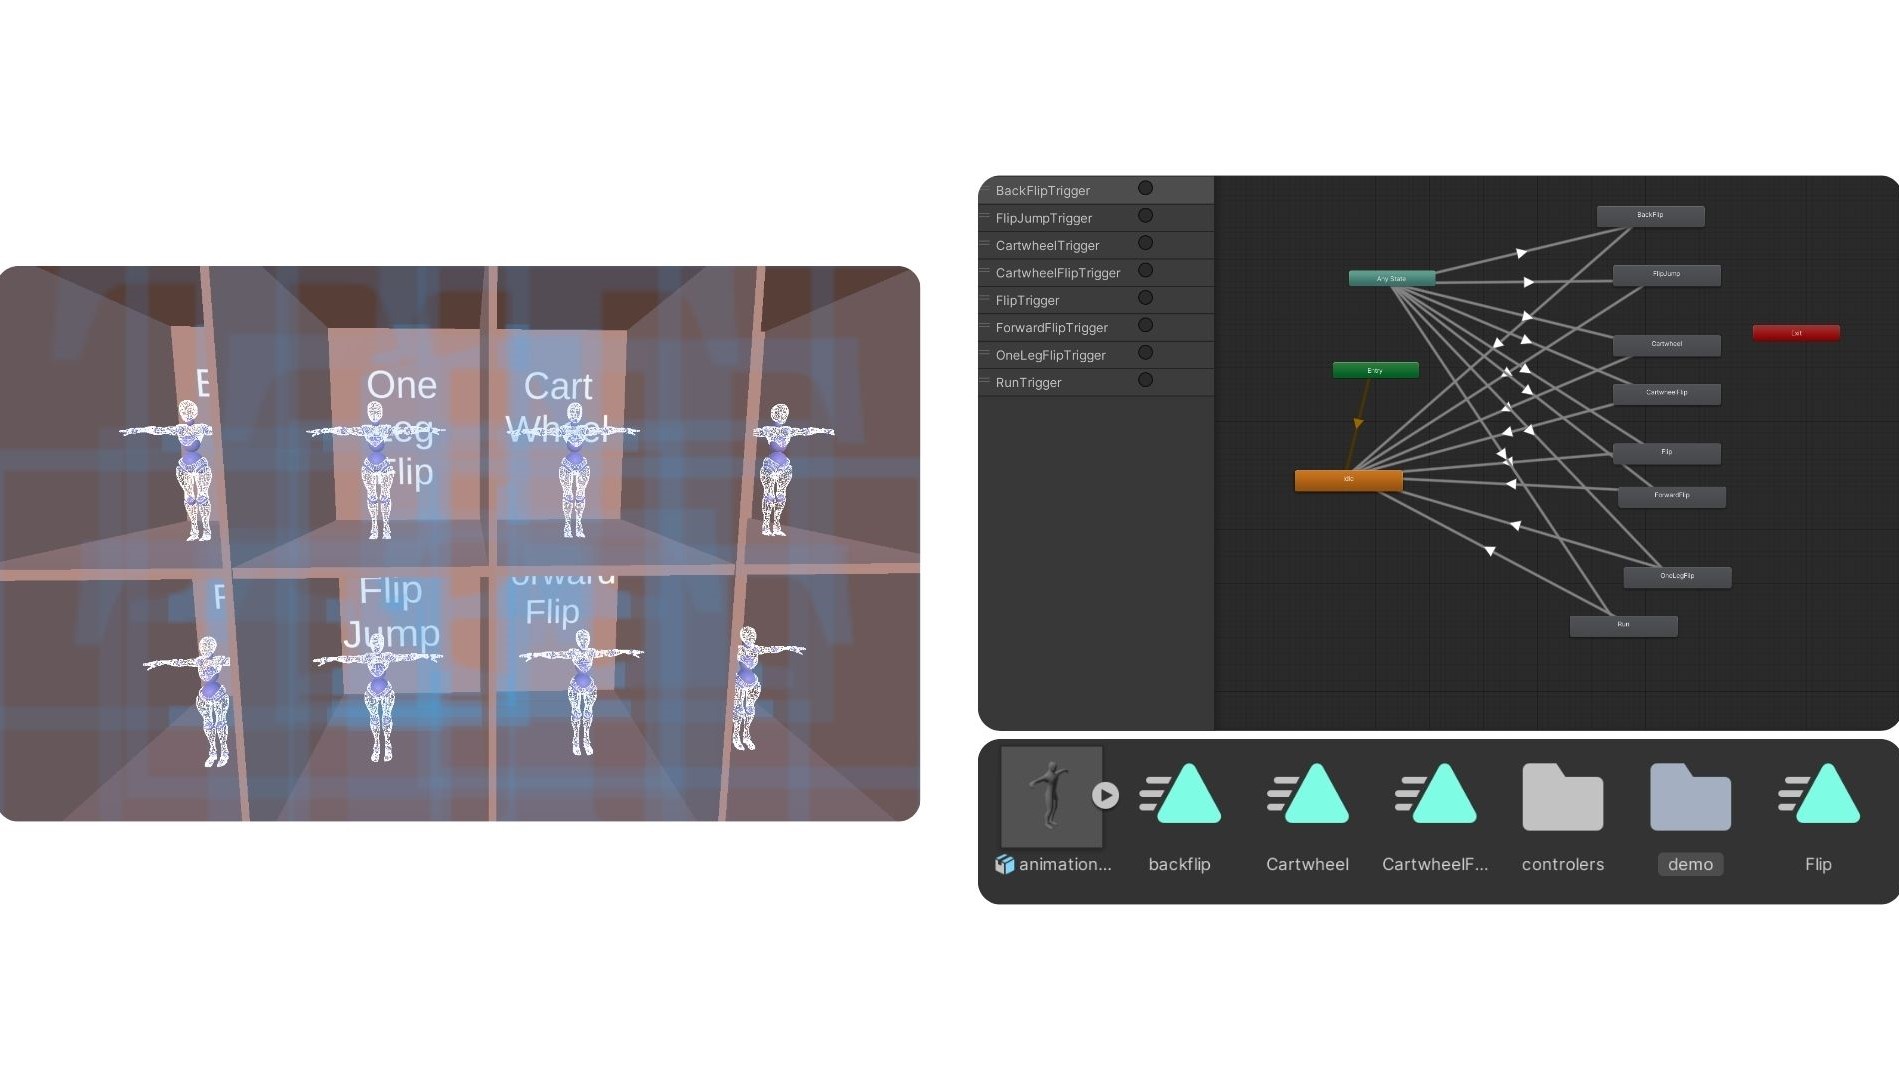 One
Leg
Flip
Cart
Wheel
Flip
Jump
Flip
BackFlipTrigger
FlipJumpTrigger
CartwheelTrigger
CartwheelFlipTrigger
FlipTrigger
ForwardFlipTrigger
OneLegFlipTrigger
RunTrigger
BackFlip
Any State
FlipJump
Exit
Cartwheel
Entry
CartwheelFlip
Flip
Idle
ForwardFlip
OneLegFlip
Run
animation...
backflip
Cartwheel
CartwheelF...
controlers
demo
Flip